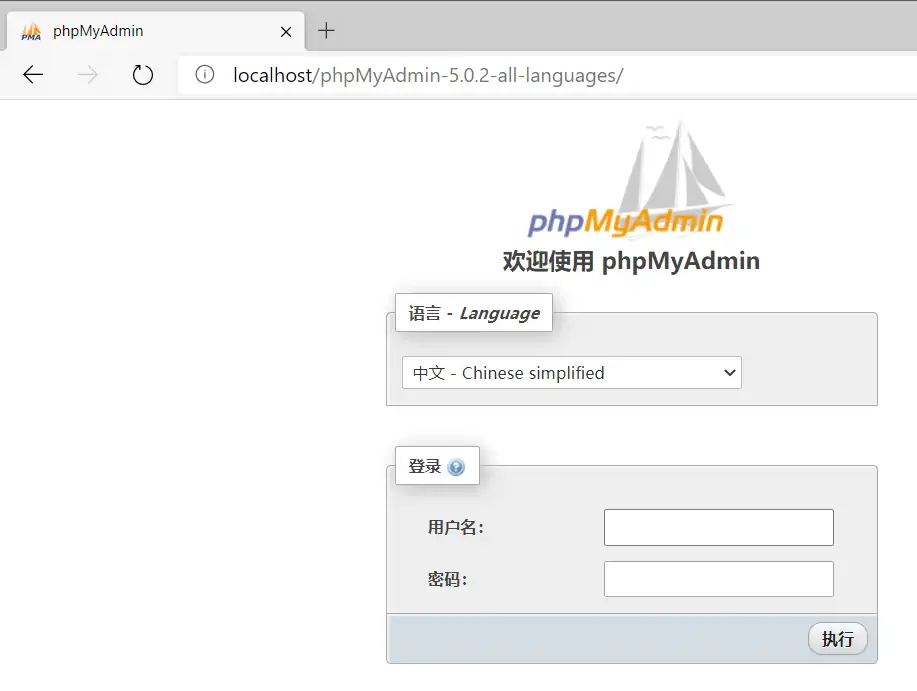 phpMyAdmin
localhost/phpMyAdmin-5.0.2-all-languages/
phpMyAdmin
欢迎使用 phpMyAdmin
语言 - Language
中文 - Chinese simplified
登录
用户名：
密码：
执行